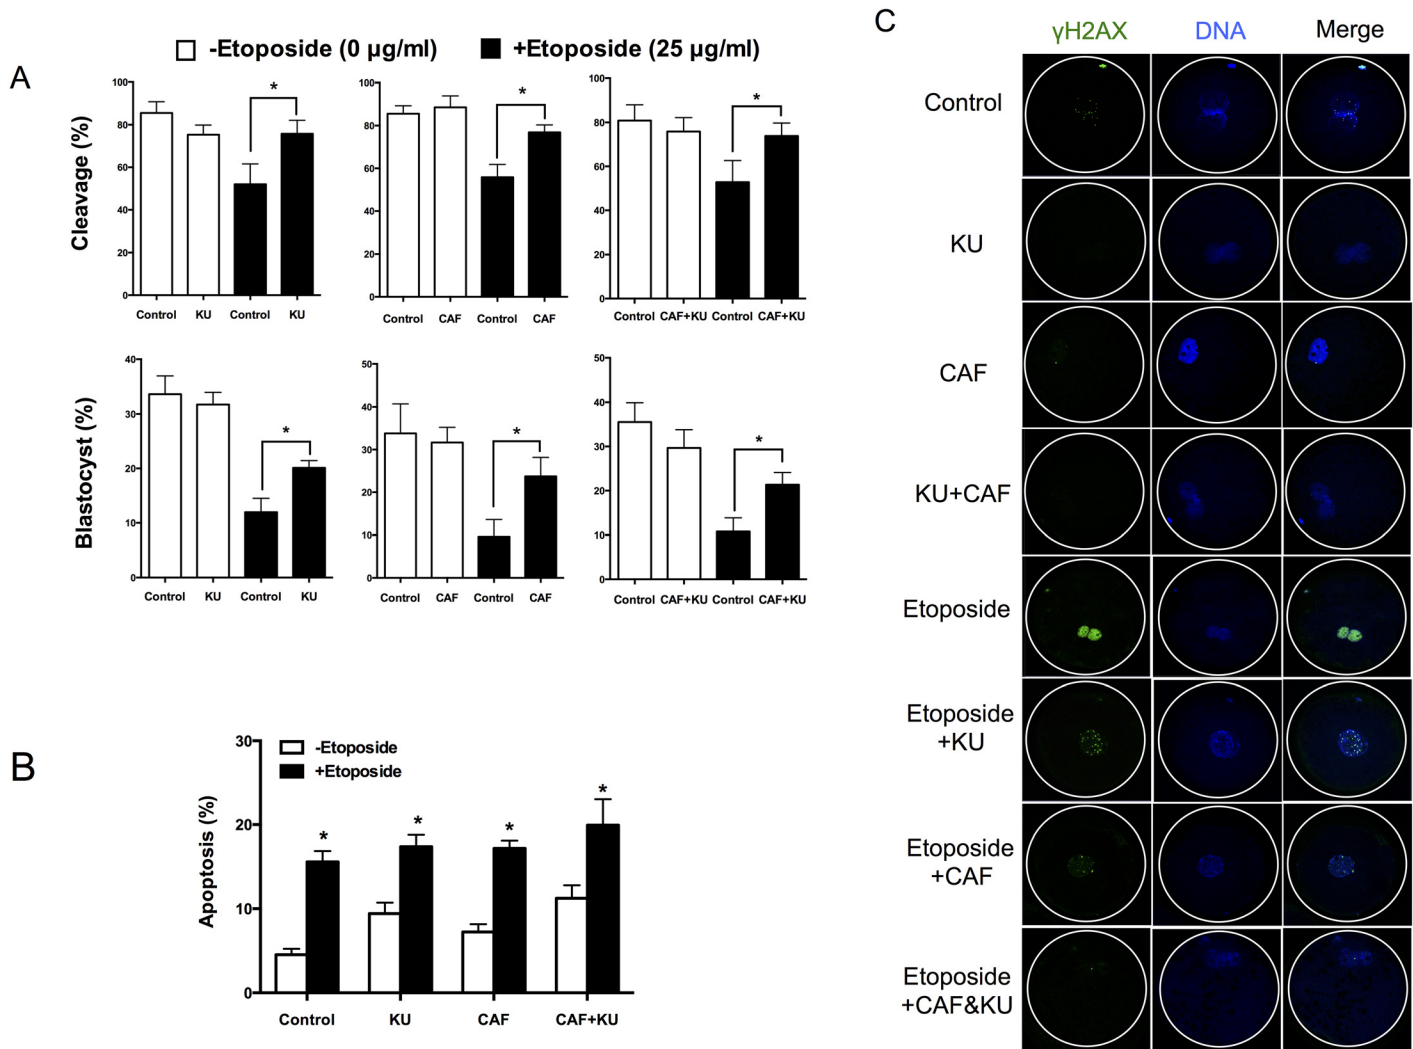 A
-Etoposide (0 μg/ml) +Etoposide (25 μg/ml)
Cleavage (%)
100
80
60
40
20
0
*
Control KU Control KU
100
80
60
40
20
0
*
Control CAF Control CAF
100
80
60
40
20
0
*
Control CAF+KU Control CAF+KU
Blastocyst (%)
40
30
20
10
0
*
Control KU Control KU
50
40
30
20
10
0
*
Control CAF Control CAF
50
40
30
20
10
0
*
Control CAF+KU Control CAF+KU
B
Apoptosis (%)
30
20
10
0
-Etoposide
+Etoposide
* * * *
Control KU CAF CAF+KU
C
γH2AX DNA Merge
Control
KU
CAF
KU+CAF
Etoposide
Etoposide
+KU
Etoposide
+CAF
Etoposide
+CAF&KU